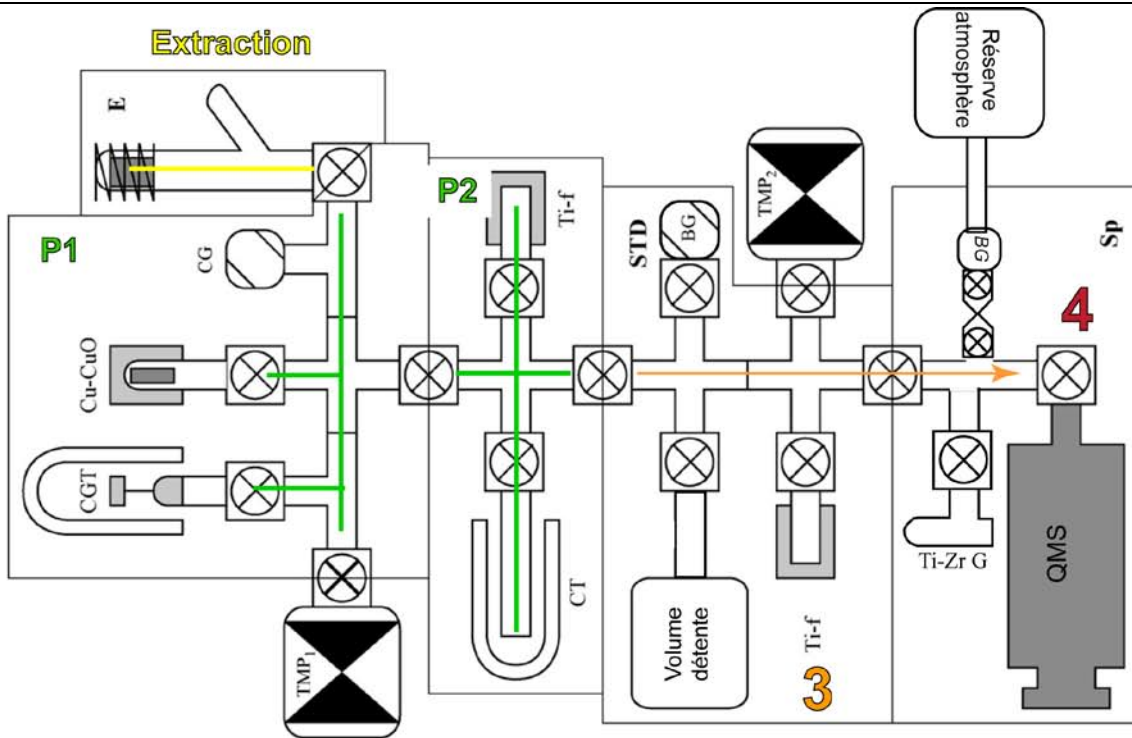 Extraction
E
P1
CG
Cu-CuO
CGT
TMP1
P2
Ti-f
CT
STD
BG
TMP2
Volume
détente
Ti-f
3
Réserve
atmosphère
BG
Sp
4
Ti-Zr G
QMS